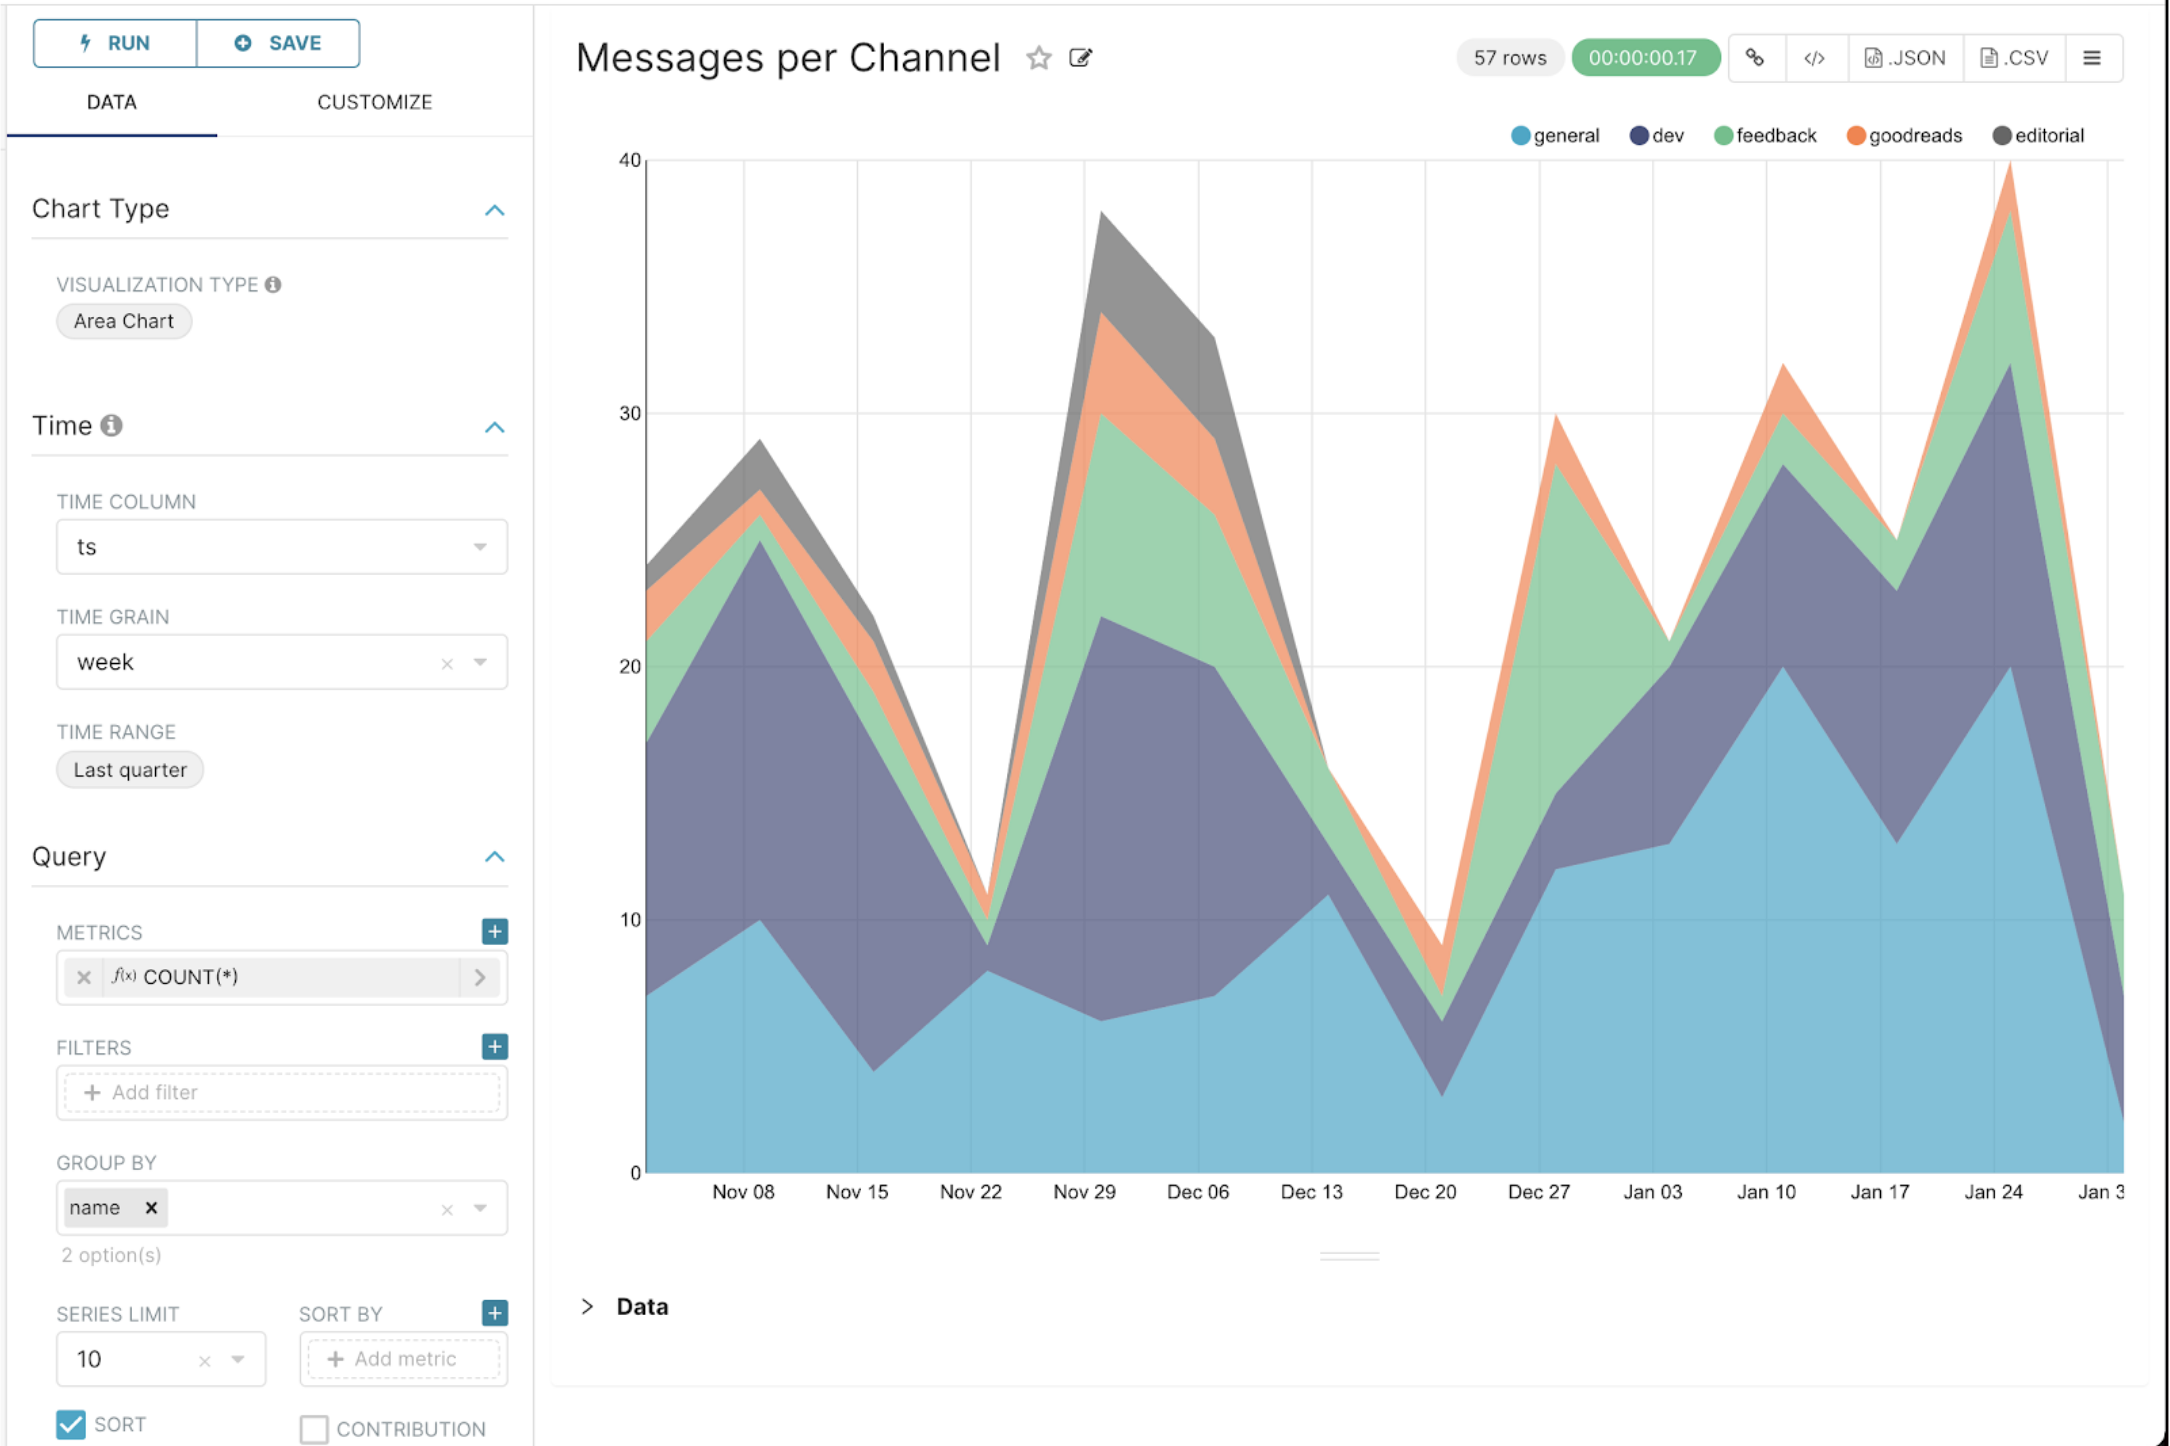 RUN SAVE
DATA CUSTOMIZE
Chart Type
VISUALIZATION TYPE
Area Chart
Time
TIME COLUMN
ts
TIME GRAIN
week
TIME RANGE
Last quarter
Query
METRICS
f(x) COUNT(*)
FILTERS
Add filter
GROUP BY
name
2 option(s)
SERIES LIMIT SORT BY
10 Add metric
SORT CONTRIBUTION
Messages per Channel
57 rows 00:00:00.17 </> .JSON .CSV
general dev feedback goodreads editorial
40
30
20
10
0
Nov 08 Nov 15 Nov 22 Nov 29 Dec 06 Dec 13 Dec 20 Dec 27 Jan 03 Jan 10 Jan 17 Jan 24 Jan 3
Data